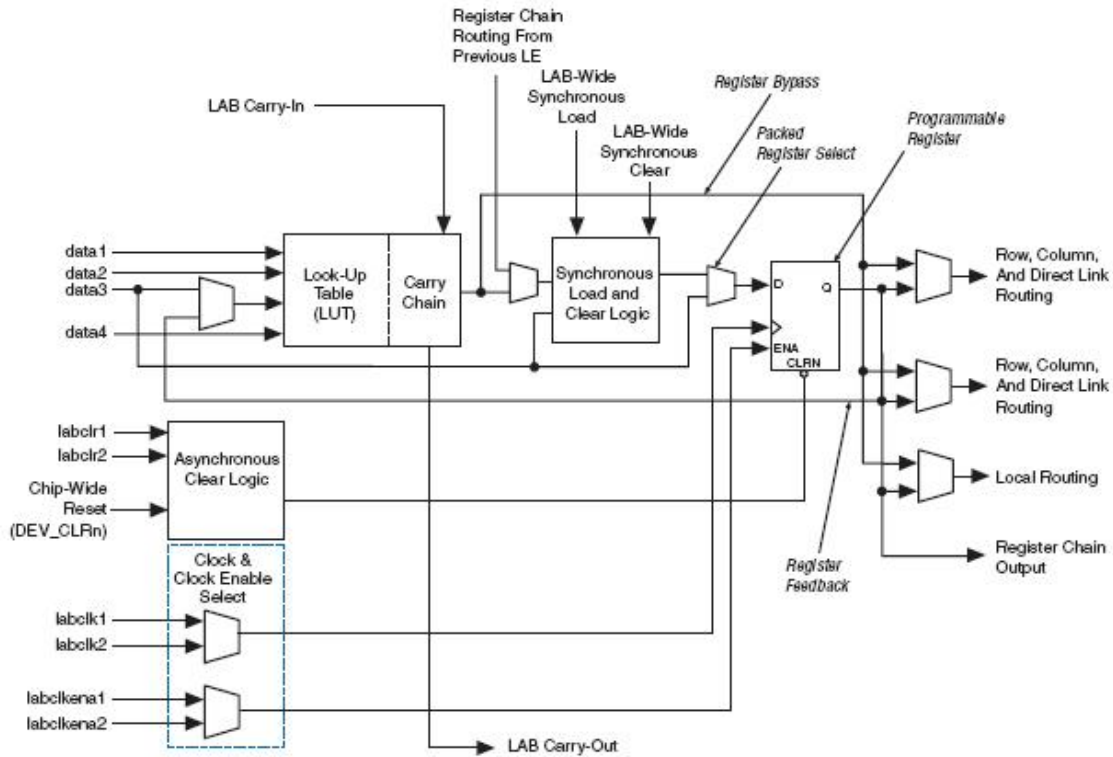 Register Chain
Routing From
Previous LE
LAB-Wide
Synchronous
Load
Register Bypass
LAB Carry-In
LAB-Wide
Synchronous
Clear
Packed
Register Select
Programmable
Register
data1
data2
data3
data4
Look-Up
Table
(LUT)
Carry
Chain
Synchronous
Load and
Clear Logic
D
Q
ENA
CLRN
Row, Column,
And Direct Link
Routing
Row, Column,
And Direct Link
Routing
labclr1
labclr2
Chip-Wide
Reset
(DEV_CLRn)
Asynchronous
Clear Logic
Local Routing
Register
Feedback
Register Chain
Output
Clock &
Clock Enable
Select
labclk1
labclk2
labclkena1
labclkena2
LAB Carry-Out